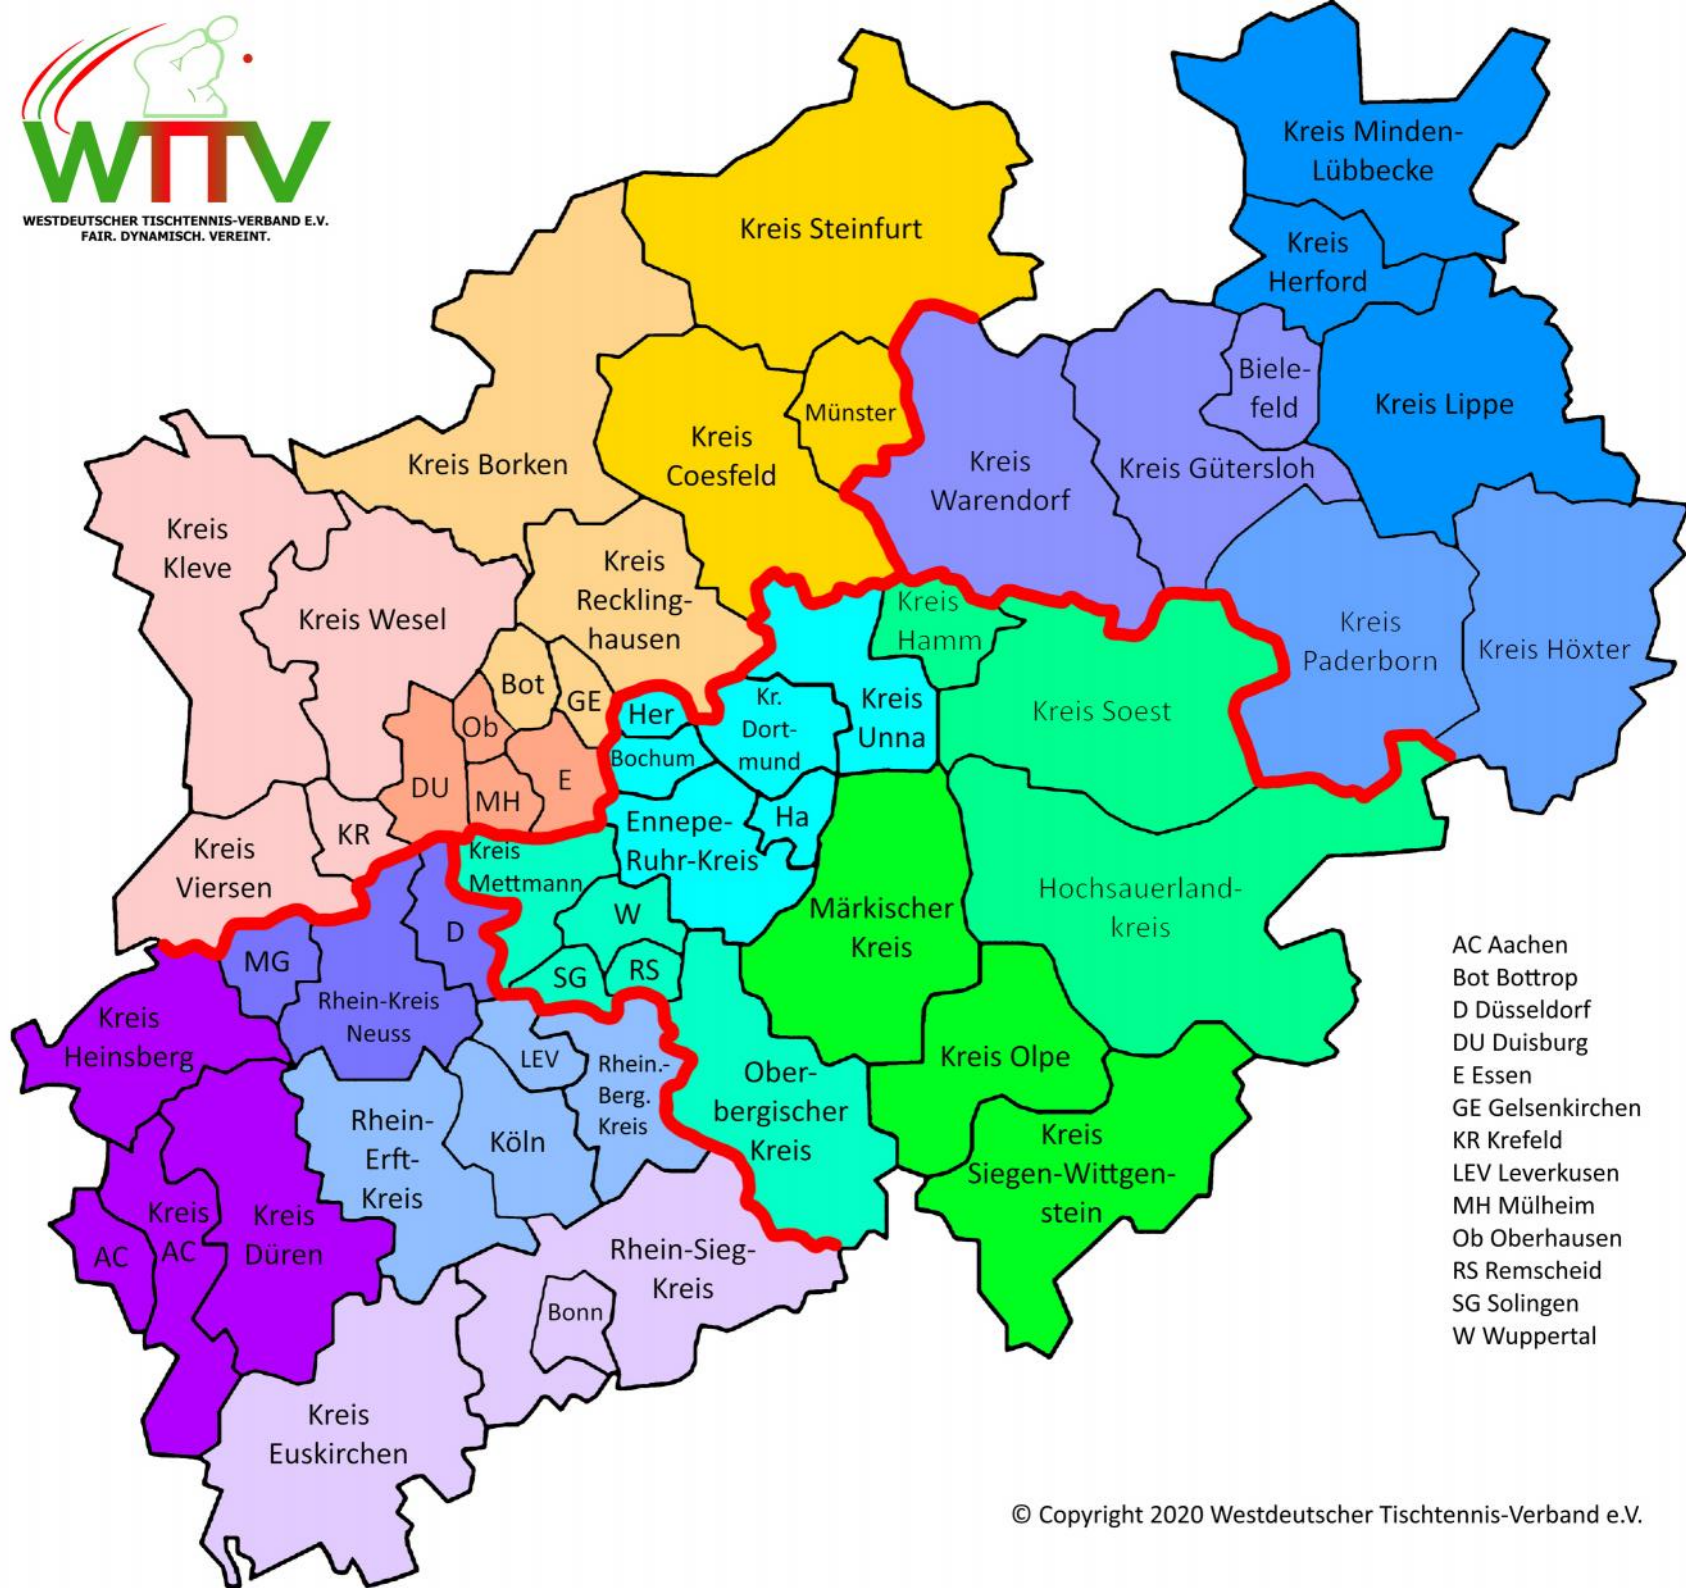 WTTV
WESTDEUTSCHER TISCHTENNIS-VERBAND E.V.
FAIR. DYNAMISCH. VEREINT.
Kreis Minden-
Lübbecke
Kreis Steinfurt
Kreis
Herford
Biele-
feld
Kreis Lippe
Münster
Kreis
Coesfeld
Kreis Borken
Kreis
Warendorf
Kreis Gütersloh
Kreis
Kleve
Kreis Wesel
Kreis
Reckling-
hausen
Kreis
Hamm
Kreis
Paderborn
Kreis Höxter
Bot
GE
Her
Kr.
Dort-
mund
Kreis
Unna
Kreis Soest
Ob
Bochum
DU
MH
E
Ha
Ennepe-
Ruhr-Kreis
KR
Kreis
Viersen
Kreis
Mettmann
W
D
SG
RS
Märkischer
Kreis
Hochsauerland-
kreis
MG
Rhein-Kreis
Neuss
Kreis
Heinsberg
LEV
Rhein.-
Berg.
Kreis
Kreis Olpe
Ober-
bergischer
Kreis
Rhein-
Erft-
Kreis
Köln
Kreis
Siegen-Wittgen-
stein
AC
Kreis
AC
Kreis
Düren
Rhein-Sieg-
Kreis
Bonn
Kreis
Euskirchen
AC Aachen
Bot Bottrop
D Düsseldorf
DU Duisburg
E Essen
GE Gelsenkirchen
KR Krefeld
LEV Leverkusen
MH Mülheim
Ob Oberhausen
RS Remscheid
SG Solingen
W Wuppertal
© Copyright 2020 Westdeutscher Tischtennis-Verband e.V.